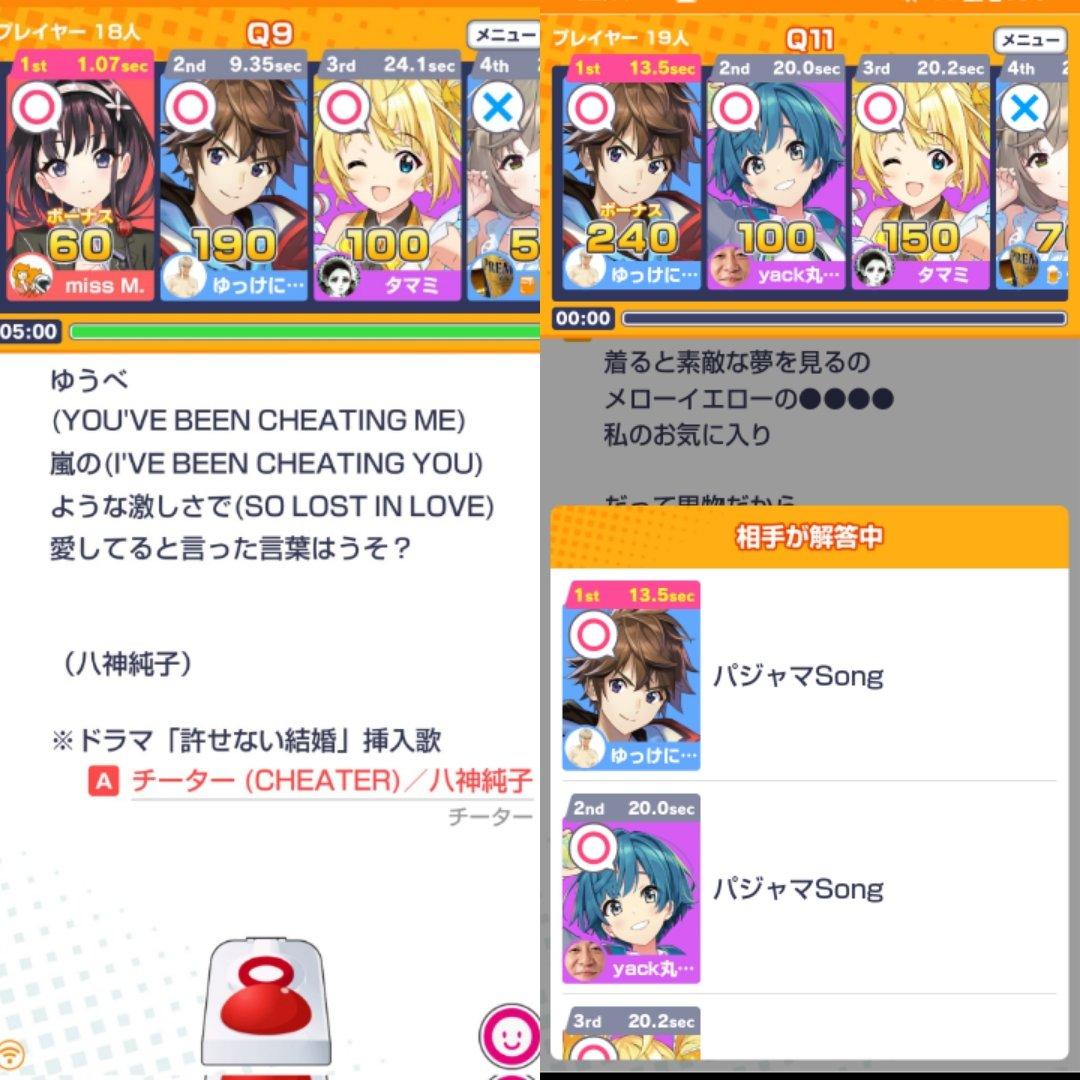 プレイヤー 18人
Q9
メニュー
1st 1.07sec
2nd 9.35sec
3rd 24.1sec
4th
ボーナス
60
190
100
5
miss M.
ゆっけに…
タマミ
05:00
ゆうべ
(YOU'VE BEEN CHEATING ME)
嵐の(I'VE BEEN CHEATING YOU)
ような激しさで(SO LOST IN LOVE)
愛してると言った言葉はうそ？
（八神純子）
※ドラマ「許せない結婚」挿入歌
A チーター (CHEATER)／八神純子
チーター
プレイヤー 19人
Q11
メニュー
1st 13.5sec
2nd 20.0sec
3rd 20.2sec
4th 2
ボーナス
240
100
150
7
ゆっけに…
yack丸…
タマミ
00:00
着ると素敵な夢を見るの
メローイエローの●●●●
私のお気に入り
だって果物だから
相手が解答中
1st 13.5sec
パジャマSong
ゆっけに…
2nd 20.0sec
パジャマSong
yack丸…
3rd 20.2sec